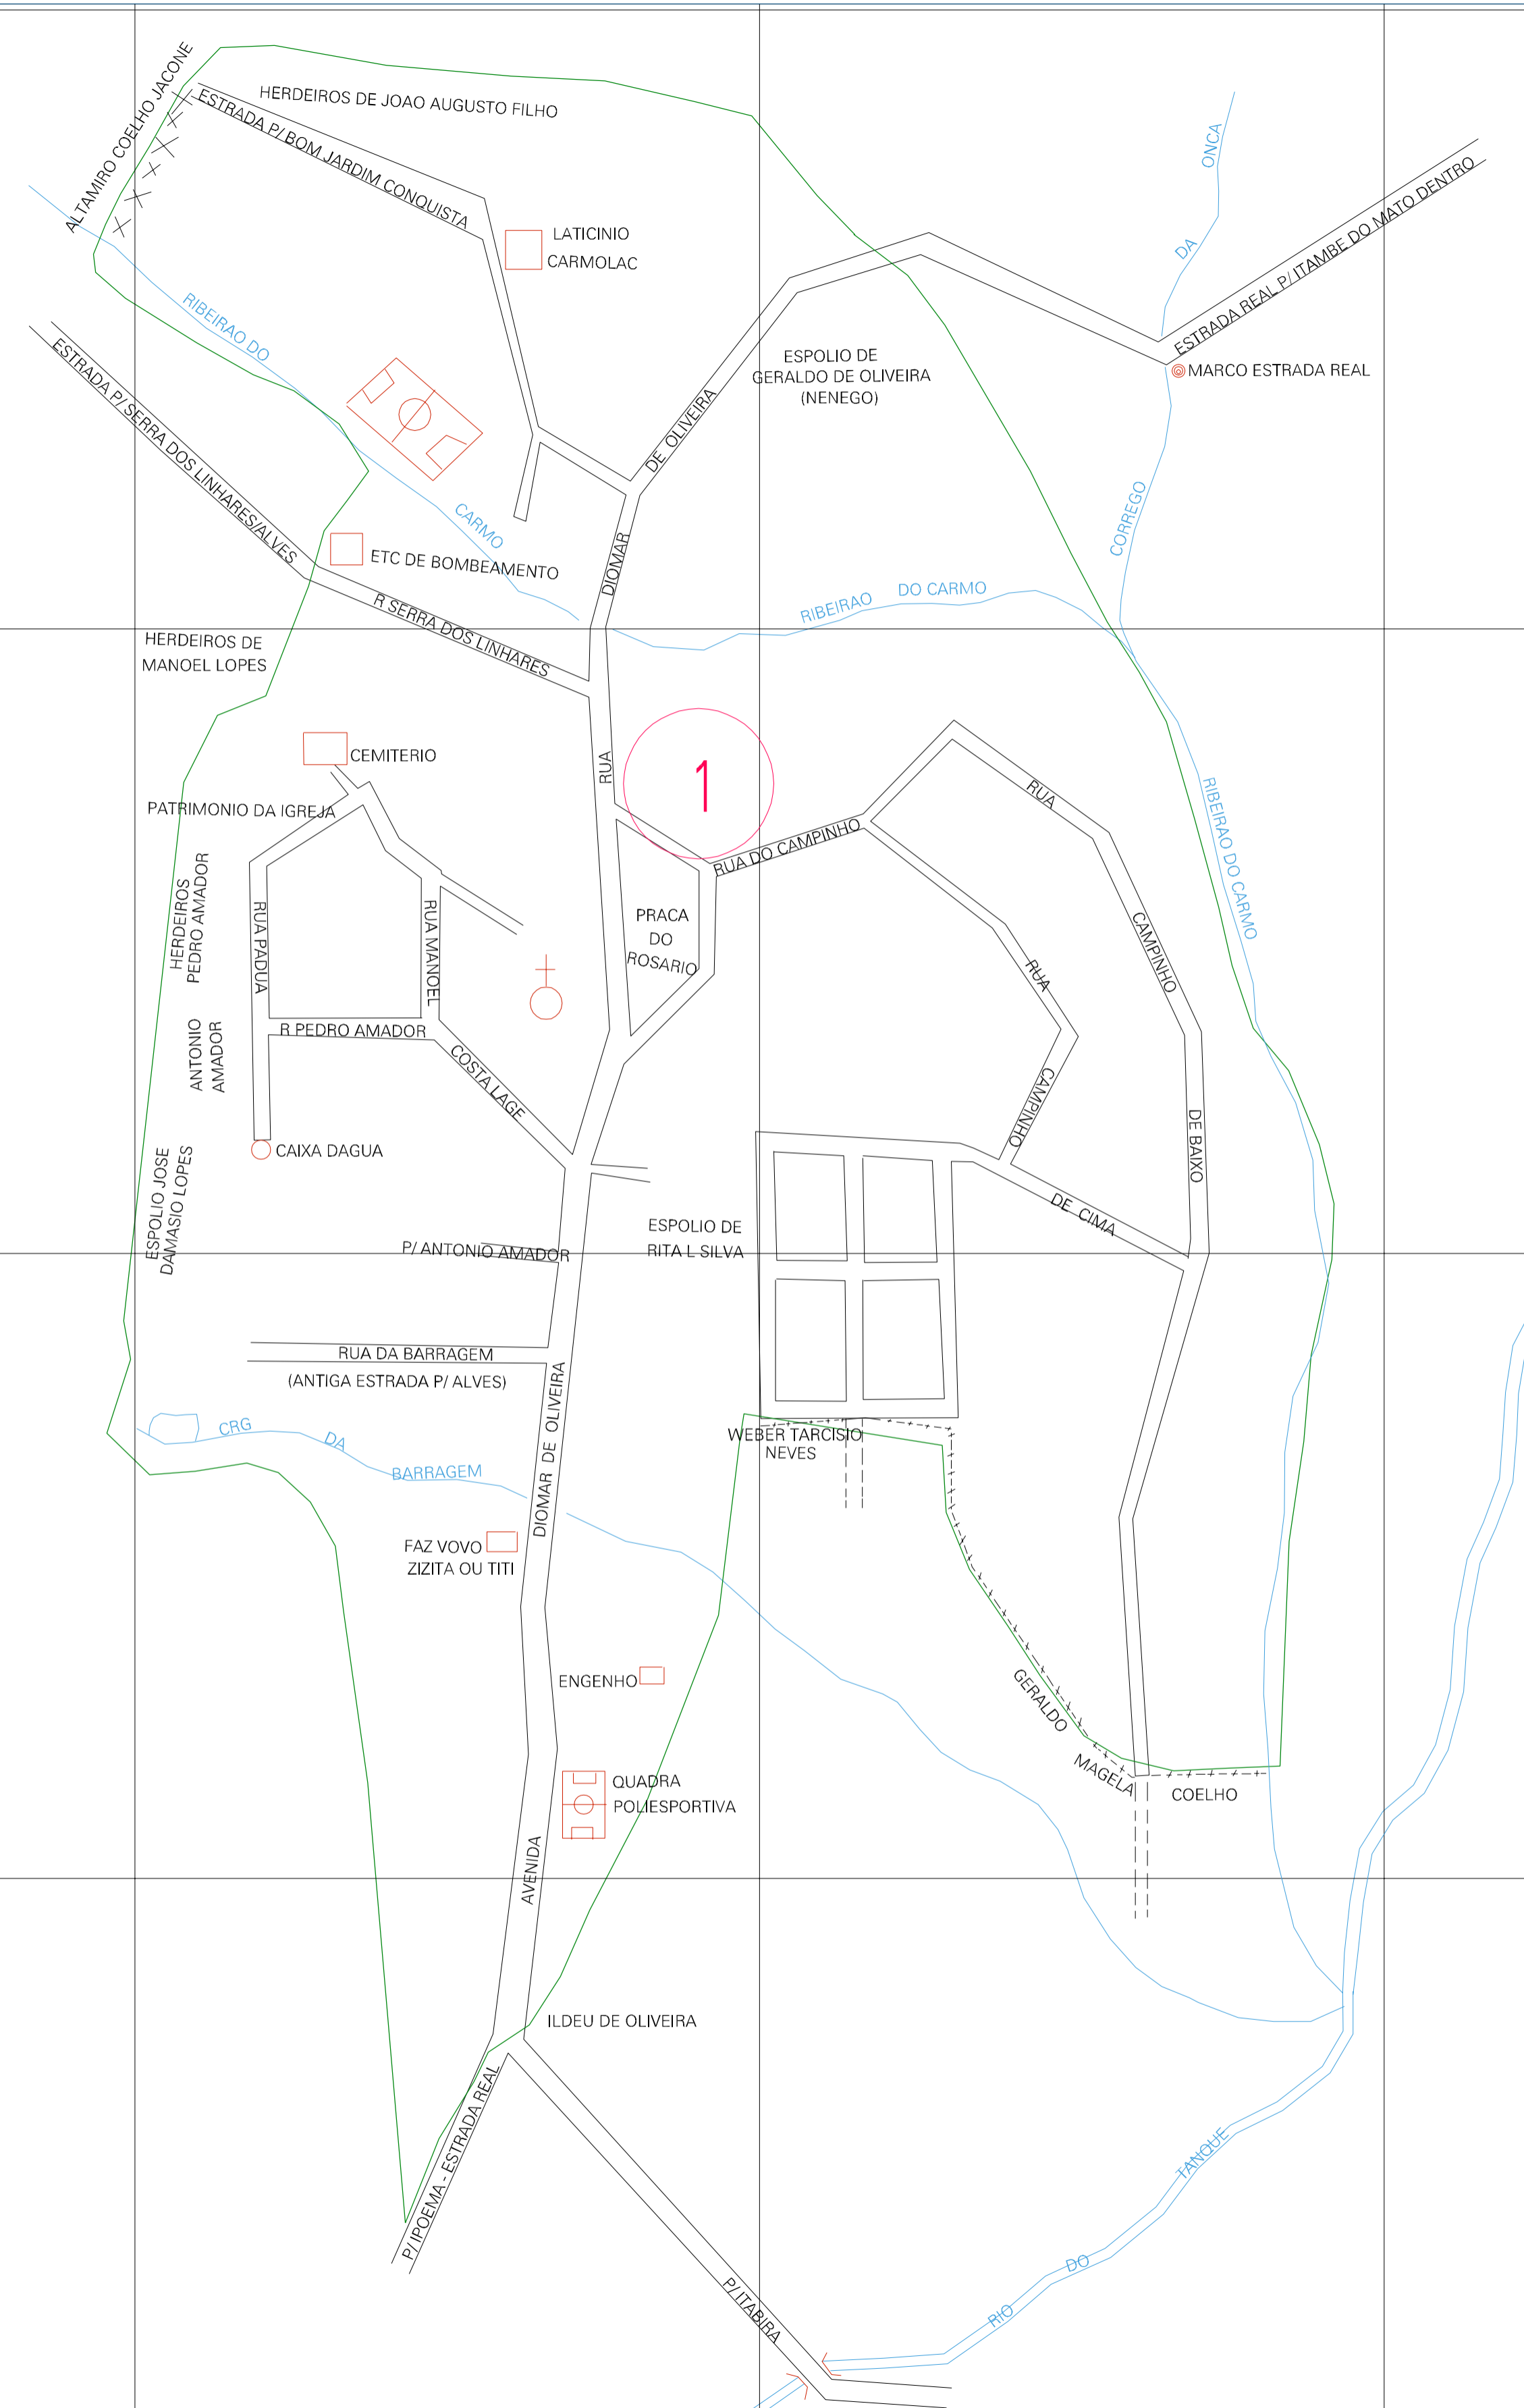 ALTAMIRO COELHO JACONE
HERDEIROS DE JOAO AUGUSTO FILHO
ESTRADA P/ BOM JARDIM CONQUISTA
LATICINIO
CARMOLAC
DA ONCA
ESTRADA REAL P/ ITAMBE DO MATO DENTRO
MARCO ESTRADA REAL
RIBEIRAO DO
CARMO
ESTRADA P/ SERRA DOS LINHARES/ALVES
ESPOLIO DE
GERALDO DE OLIVEIRA
(NENEGO)
DE OLIVEIRA
DIOMAR
RUA
CORREGO
ETC DE BOMBEAMENTO
R SERRA DOS LINHARES
RIBEIRAO DO CARMO
HERDEIROS DE
MANOEL LOPES
CEMITERIO
1
PATRIMONIO DA IGREJA
RUA DO CAMPINHO
RUA
CAMPINHO
DE BAIXO
RIBEIRAO DO CARMO
HERDEIROS
PEDRO AMADOR
RUA PADUA
RUA MANOEL
COSTA LAGE
PRACA
DO
ROSARIO
RUA
CAMPINHO
DE CIMA
R PEDRO AMADOR
ANTONIO
AMADOR
CAIXA DAGUA
ESPOLIO JOSE
DAMASIO LOPES
ESPOLIO DE
RITA L SILVA
P/ ANTONIO AMADOR
RUA DA BARRAGEM
(ANTIGA ESTRADA P/ ALVES)
CRG
DA
BARRAGEM
DIOMAR DE OLIVEIRA
WEBER TARCISIO
NEVES
FAZ VOVO
ZIZITA OU TITI
ENGENHO
GERALDO
MAGELA
COELHO
QUADRA
POLIESPORTIVA
AVENIDA
ILDEU DE OLIVEIRA
P/ IPOEMA - ESTRADA REAL
P/ ITABIRA
RIO
DO
TANQUE